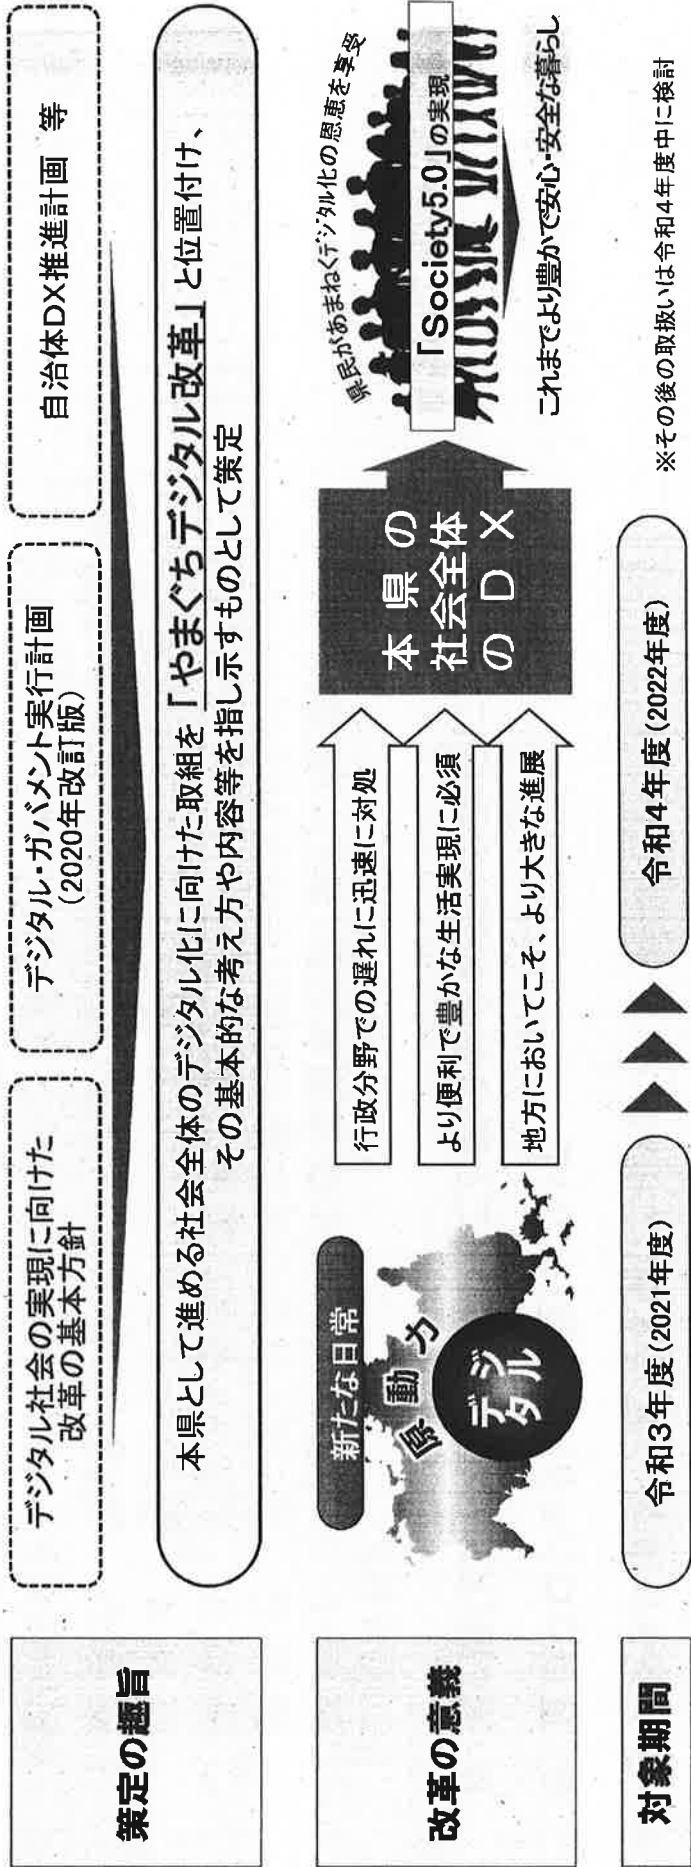 策定の趣旨
デジタル社会の実現に向けた
改革の基本方針
デジタル・ガバメント実行計画
(2020年改訂版)
自治体DX推進計画 等
本県として進める社会全体のデジタル化に向けた取組を「やまぐちデジタル改革」と位置付け、
その基本的な考え方や内容等を指し示すものとして策定
改革の意義
新たな日常
原動力
デジ
タル
行政分野での遅れに迅速に対処
より便利で豊かな生活実現に必須
地方においてこそ、より大きな進展
本県の
社会全体
のDX
県民があまねくデジタル化の恩恵を享受
「Society5.0」の実現
これまでより豊かで安心・安全な暮らし
対象期間
令和3年度(2021年度)
令和4年度(2022年度)
※その後の取扱いは令和4年度中に検討